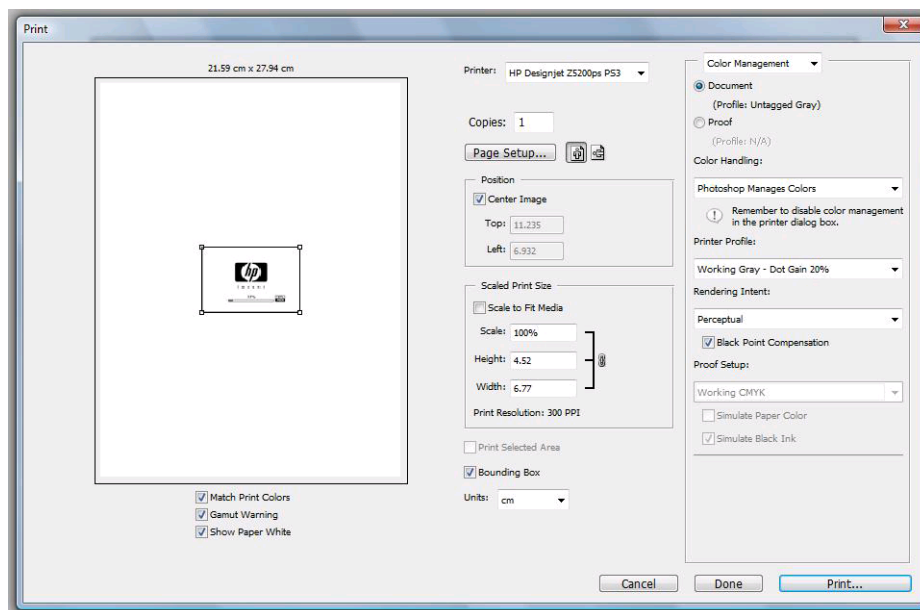 Print
21.59 cm x 27.94 cm
hp
invent
Match Print Colors
Gamut Warning
Show Paper White
Printer: HP Designjet Z5200ps PS3
Copies: 1
Page Setup...
Position
Center Image
Top: 11.235
Left: 6.932
Scaled Print Size
Scale to Fit Media
Scale: 100%
Height: 4.52
Width: 6.77
Print Resolution: 300 PPI
Print Selected Area
Bounding Box
Units: cm
Color Management
Document
(Profile: Untagged Gray)
Proof
(Profile: N/A)
Color Handling:
Photoshop Manages Colors
Remember to disable color management
in the printer dialog box.
Printer Profile:
Working Gray - Dot Gain 20%
Rendering Intent:
Perceptual
Black Point Compensation
Proof Setup:
Working CMYK
Simulate Paper Color
Simulate Black Ink
Cancel
Done
Print...